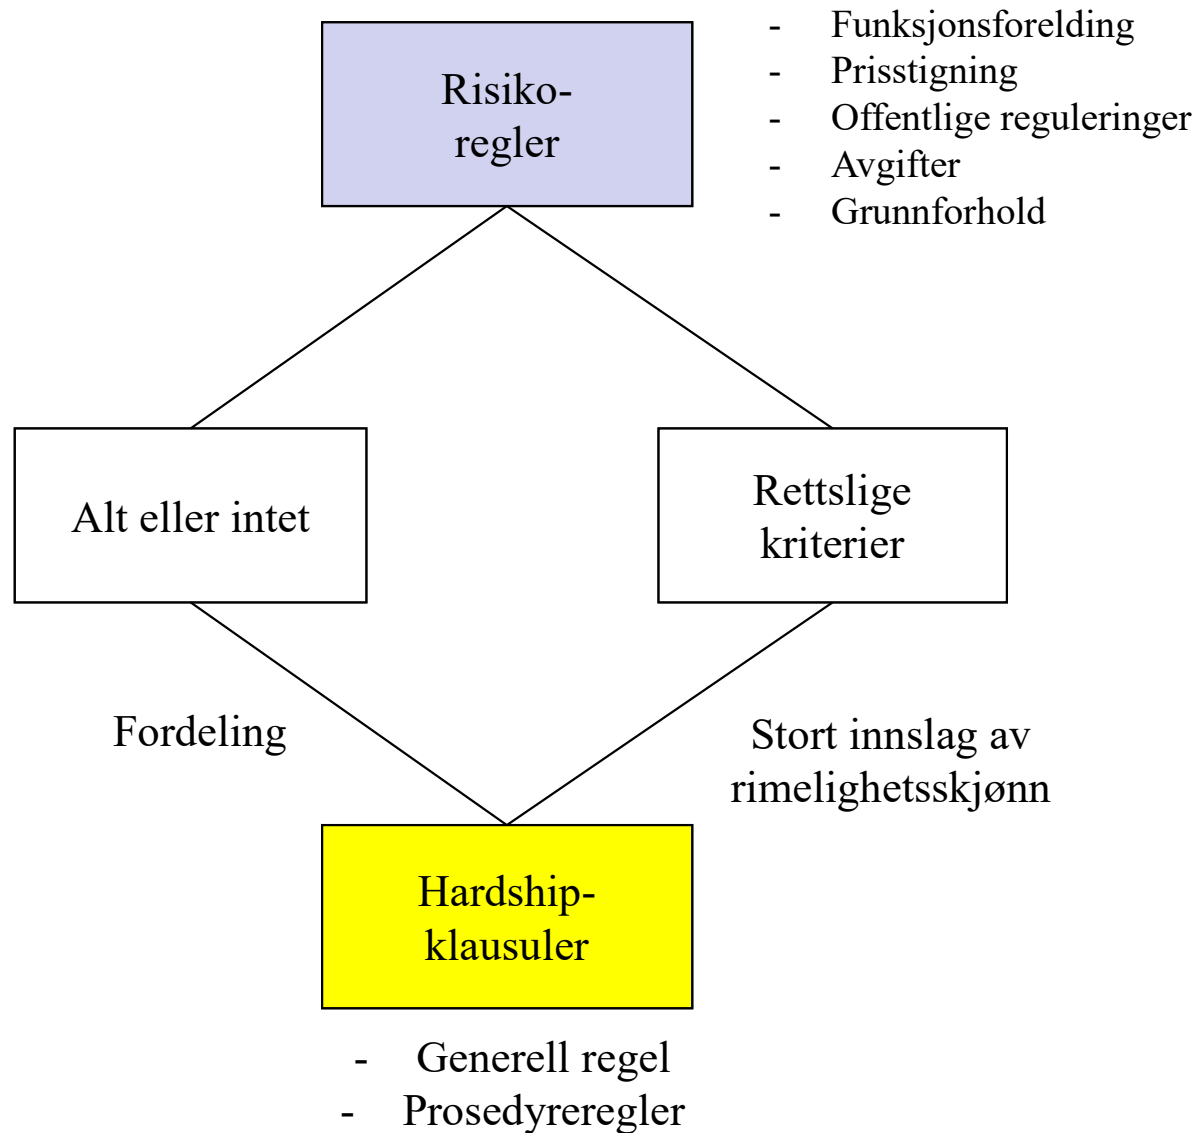 Risiko-
regler
- Funksjonsforelding
- Prisstigning
- Offentlige reguleringer
- Avgifter
- Grunnforhold
Alt eller intet
Rettslige
kriterier
Fordeling
Stort innslag av
rimelighetsskjønn
Hardship-
klausuler
- Generell regel
- Prosedyreregler